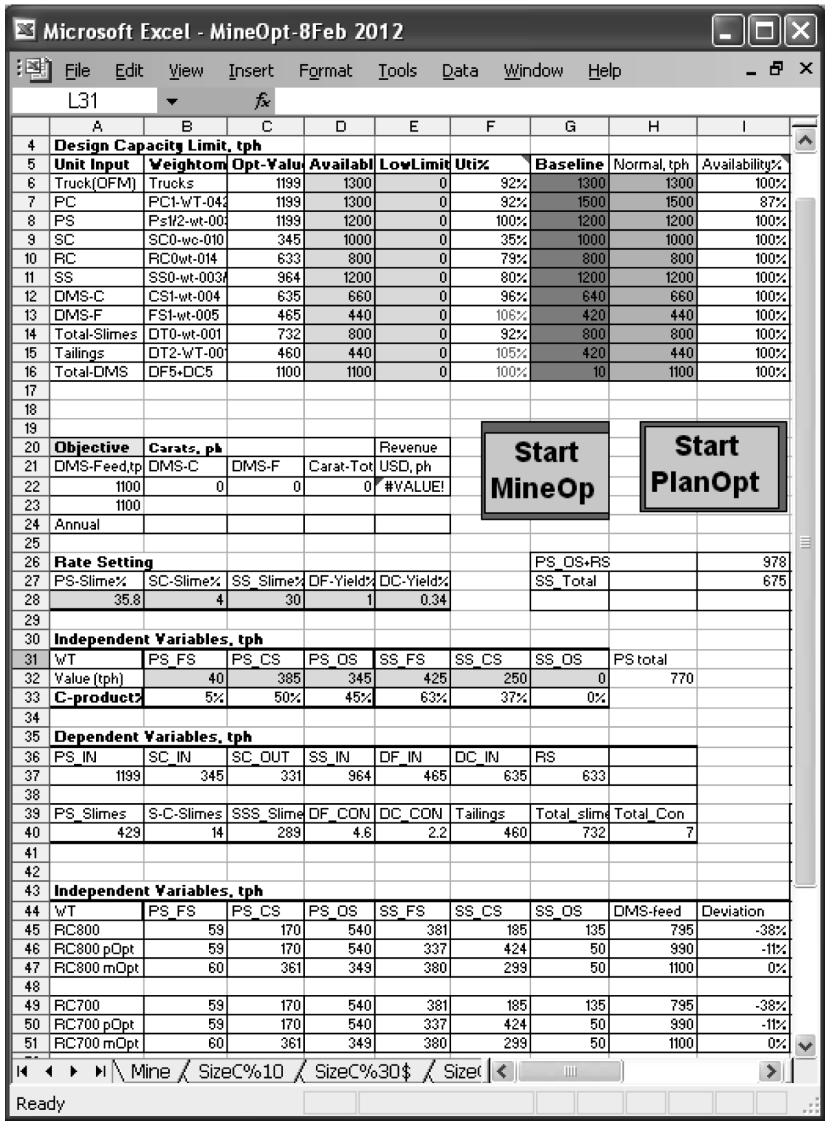 Microsoft Excel - MineOpt-8Feb 2012
File Edit View Insert Format Tools Data Window Help
L31 fx
A B C D E F G H I
4 Design Capacity Limit, tph
5 Unit Input Weightom Opt-Valu Availabl LowLimit Uti% Baseline Normal, tph Availability%
6 Truck(OFM) Trucks 1199 1300 0 92% 1300 1300 100%
7 PC PC1-WT-042 1199 1300 0 92% 1500 1500 87%
8 PS Ps1/2-wt-003 1199 1200 0 100% 1200 1200 100%
9 SC SC0-wc-010 345 1000 0 35% 1000 1000 100%
10 RC RC0wt-014 633 800 0 79% 800 800 100%
11 SS SS0-wt-003/ 964 1200 0 80% 1200 1200 100%
12 DMS-C CS1-wt-004 635 660 0 96% 640 660 100%
13 DMS-F FS1-wt-005 465 440 0 106% 420 440 100%
14 Total-Slimes DT0-wt-001 732 800 0 92% 800 800 100%
15 Tailings DT2-WT-00 460 440 0 105% 420 440 100%
16 Total-DMS DF5+DC5 1100 1100 0 100% 10 1100 100%
17
18
19
20 Objective Carats, ph Revenue
21 DMS-Feed,tp DMS-C DMS-F Carat-Tot USD, ph
22 1100 0 0 0 #VALUE!
23 1100
24 Annual
Start MineOp
Start PlanOpt
25
26 Rate Setting PS_OS+RS 978
27 PS-Slime% SC-Slime% SS_Slime% DF-Yield% DC-Yield% SS_Total 675
28 35.8 4 30 1 0.34
29
30 Independent Variables, tph
31 WT PS_FS PS_CS PS_OS SS_FS SS_CS SS_OS PS total
32 Value (tph) 40 385 345 425 250 0 770
33 C-product% 5% 50% 45% 63% 37% 0%
34
35 Dependent Variables, tph
36 PS_IN SC_IN SC_OUT SS_IN DF_IN DC_IN RS
37 1199 345 331 964 465 635 633
38
39 PS_Slimes S-C-Slimes SSS_Slime DF_CON DC_CON Tailings Total_slime Total_Con
40 429 14 289 4.6 2.2 460 732 7
41
42
43 Independent Variables, tph
44 WT PS_FS PS_CS PS_OS SS_FS SS_CS SS_OS DMS-feed Deviation
45 RC800 59 170 540 381 185 135 795 -38%
46 RC800 pOpt 59 170 540 337 424 50 990 -11%
47 RC800 mOpt 60 361 349 380 299 50 1100 0%
48
49 RC700 59 170 540 381 185 135 795 -38%
50 RC700 pOpt 59 170 540 337 424 50 990 -11%
51 RC700 mOpt 60 361 349 380 299 50 1100 0%
Mine SizeC%10 SizeC%30$ Size
Ready